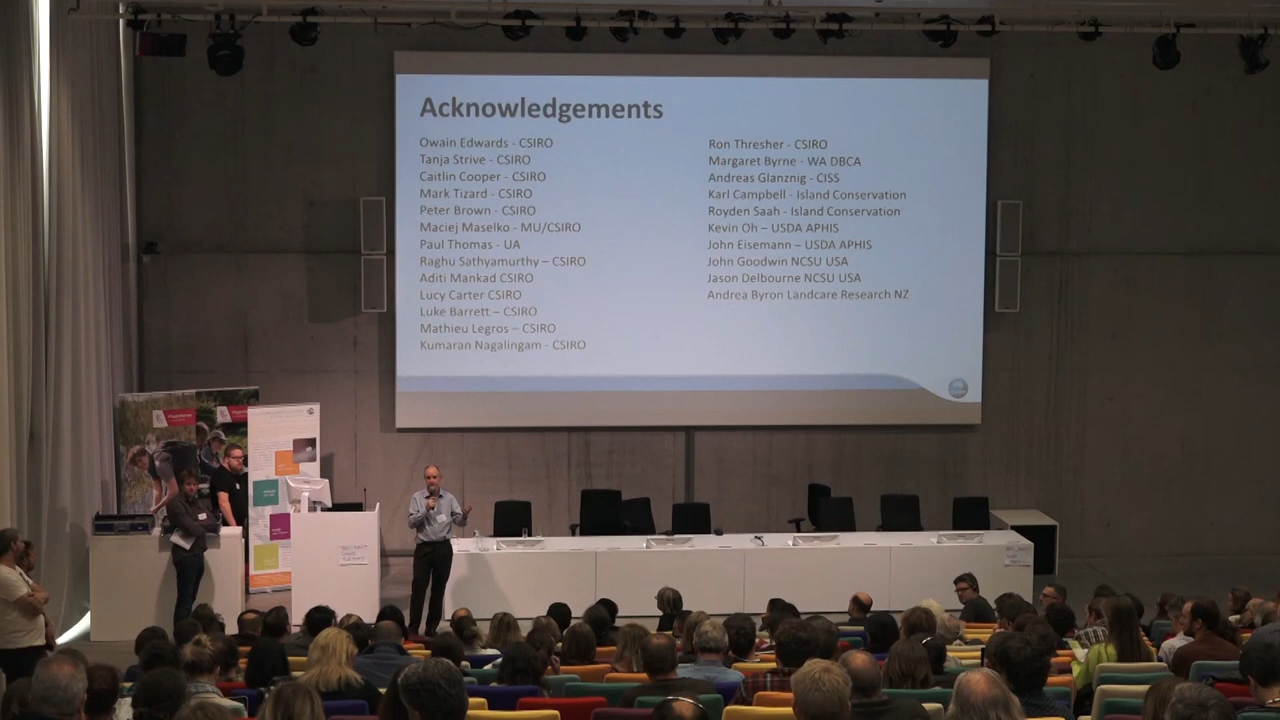 Acknowledgements
Owain Edwards - CSIRO
Tanja Strive - CSIRO
Caitlin Cooper - CSIRO
Mark Tizard - CSIRO
Peter Brown - CSIRO
Maciej Maselko - MU/CSIRO
Paul Thomas - UA
Raghu Sathyamurthy – CSIRO
Aditi Mankad CSIRO
Lucy Carter CSIRO
Luke Barrett – CSIRO
Mathieu Legros – CSIRO
Kumaran Nagalingam - CSIRO
Ron Thresher - CSIRO
Margaret Byrne - WA DBCA
Andreas Glanznig - CISS
Karl Campbell - Island Conservation
Royden Saah - Island Conservation
Kevin Oh – USDA APHIS
John Eisemann – USDA APHIS
John Goodwin NCSU USA
Jason Delbourne NCSU USA
Andrea Byron Landcare Research NZ